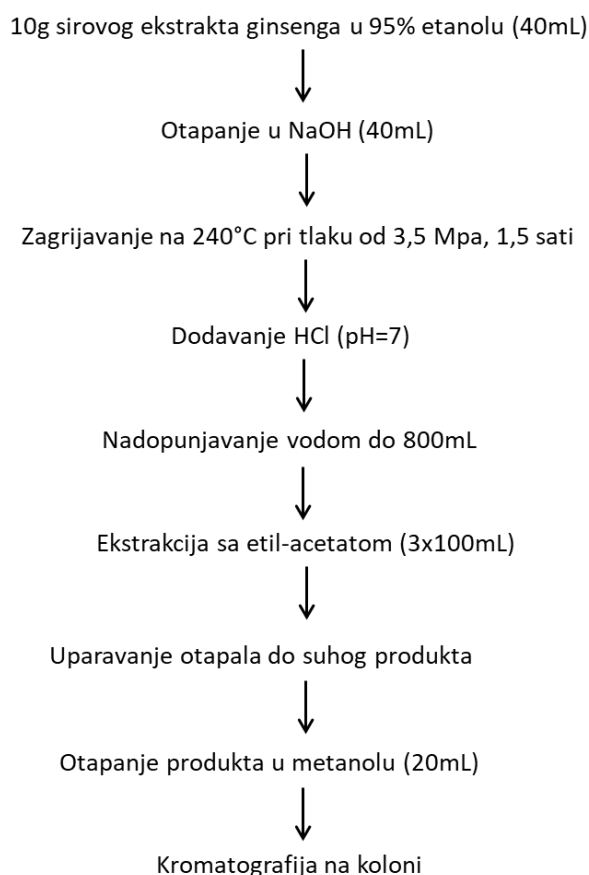 10g sirovog ekstrakta ginsenga u 95% etanolu (40mL)
Otapanje u NaOH (40mL)
Zagrijavanje na 240°C pri tlaku od 3,5 Mpa, 1,5 sati
Dodavanje HCl (pH=7)
Nadopunjavanje vodom do 800mL
Ekstrakcija sa etil-acetatom (3x100mL)
Uparavanje otapala do suhog produkta
Otapanje produkta u metanolu (20mL)
Kromatografija na koloni